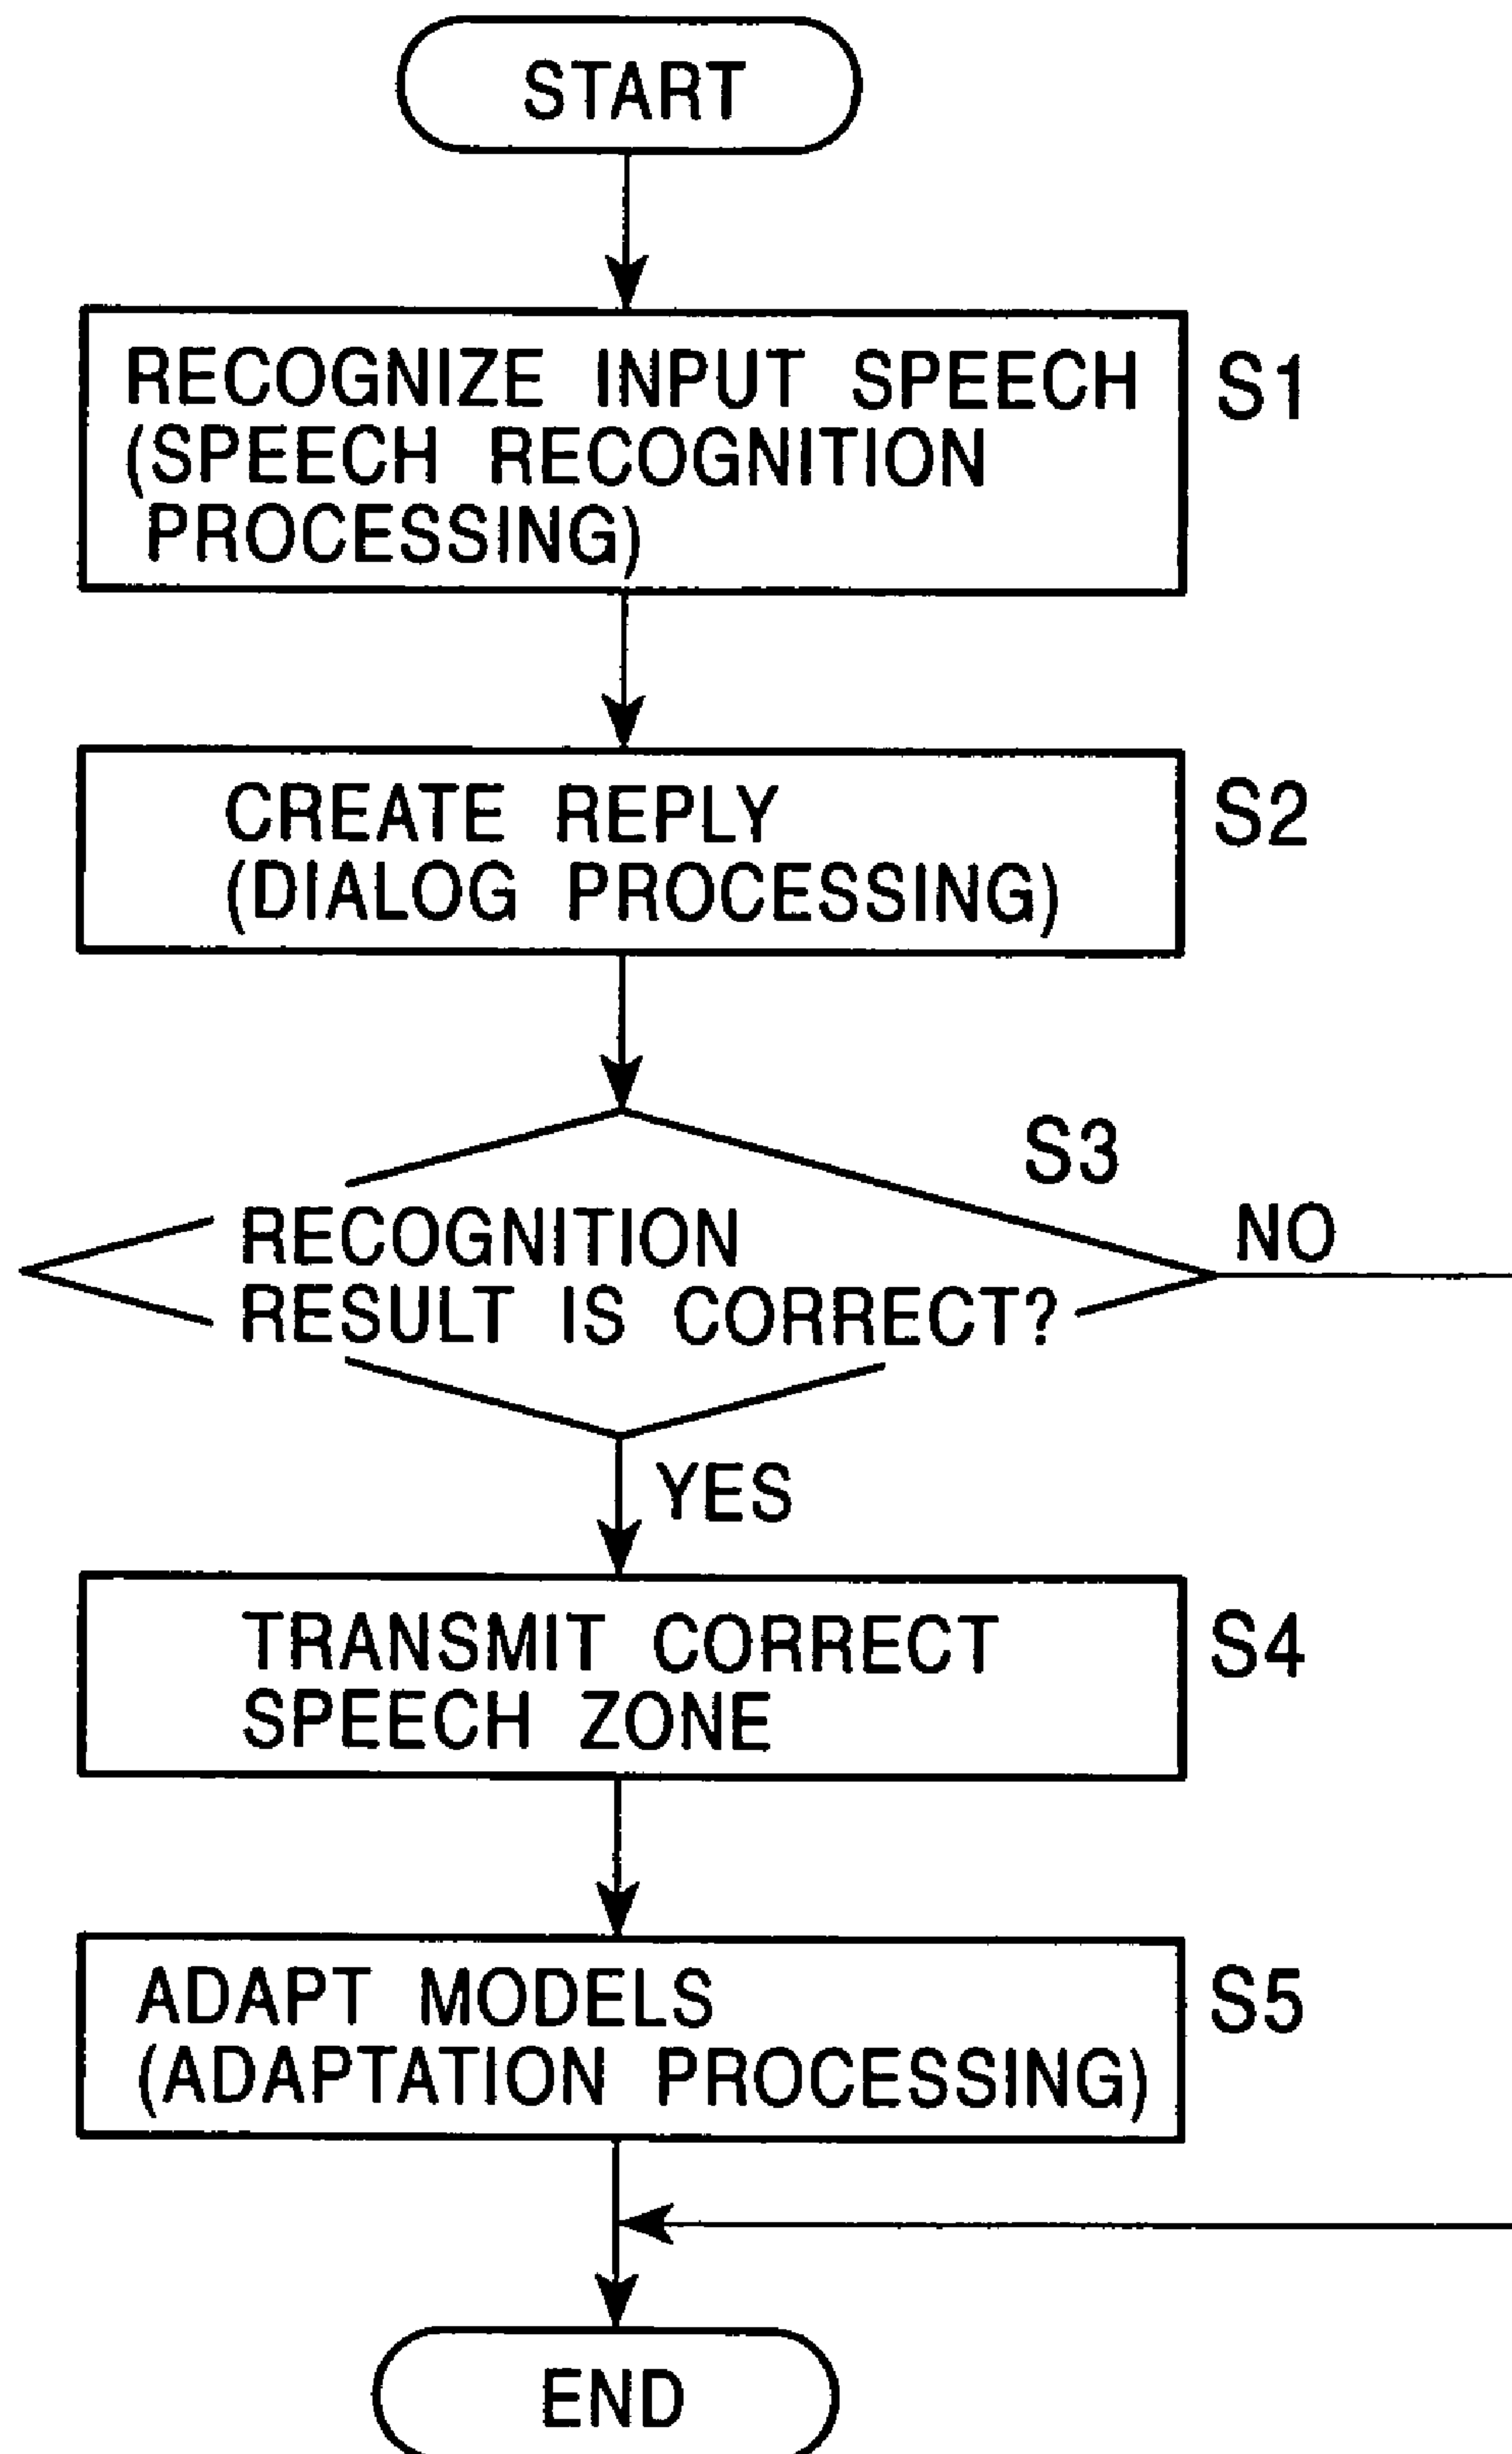 START
RECOGNIZE INPUT SPEECH
(SPEECH RECOGNITION
PROCESSING)
S1
CREATE REPLY
(DIALOG PROCESSING)
S2
S3
RECOGNITION
RESULT IS CORRECT?
NO
YES
TRANSMIT CORRECT
SPEECH ZONE
S4
ADAPT MODELS
(ADAPTATION PROCESSING)
S5
END